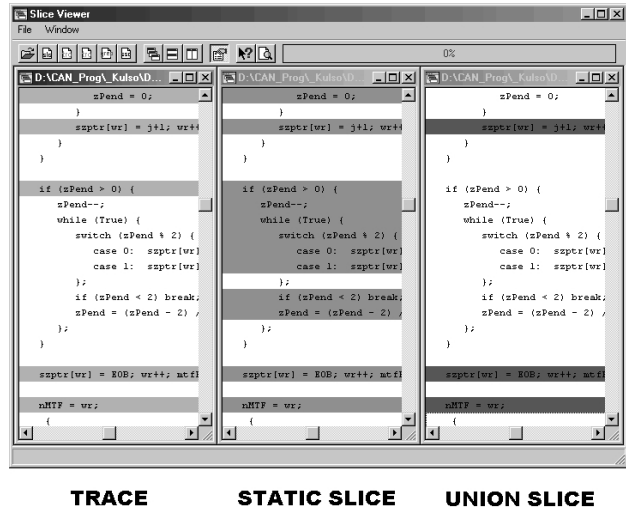 Slice Viewer
File Window
0%
D:\CAN_Prog\_Kulso\D...
zPend = 0;
}
szptr[wr] = j+1; wr++
}
}
if (zPend > 0) {
zPend--;
while (True) {
switch (zPend % 2) {
case 0: szptr[wr]
case 1: szptr[wr]
};
if (zPend < 2) break;
zPend = (zPend - 2) /
};
}
szptr[wr] = EOB; wr++; mtfF
nMTF = wr;
{
D:\CAN_Prog\_Kulso\D...
zPend = 0;
}
szptr[wr] = j+1; wr++
}
}
if (zPend > 0) {
zPend--;
while (True) {
switch (zPend % 2) {
case 0: szptr[wr]
case 1: szptr[wr]
};
if (zPend < 2) break;
zPend = (zPend - 2) /
};
}
szptr[wr] = EOB; wr++; mtfF
nMTF = wr;
{
D:\CAN_Prog\_Kulso\D...
zPend = 0;
}
szptr[wr] = j+1; wr++
}
}
if (zPend > 0) {
zPend--;
while (True) {
switch (zPend % 2) {
case 0: szptr[wr]
case 1: szptr[wr]
};
if (zPend < 2) break;
zPend = (zPend - 2) /
};
}
szptr[wr] = EOB; wr++; mtfF
nMTF = wr;
{
TRACE STATIC SLICE UNION SLICE